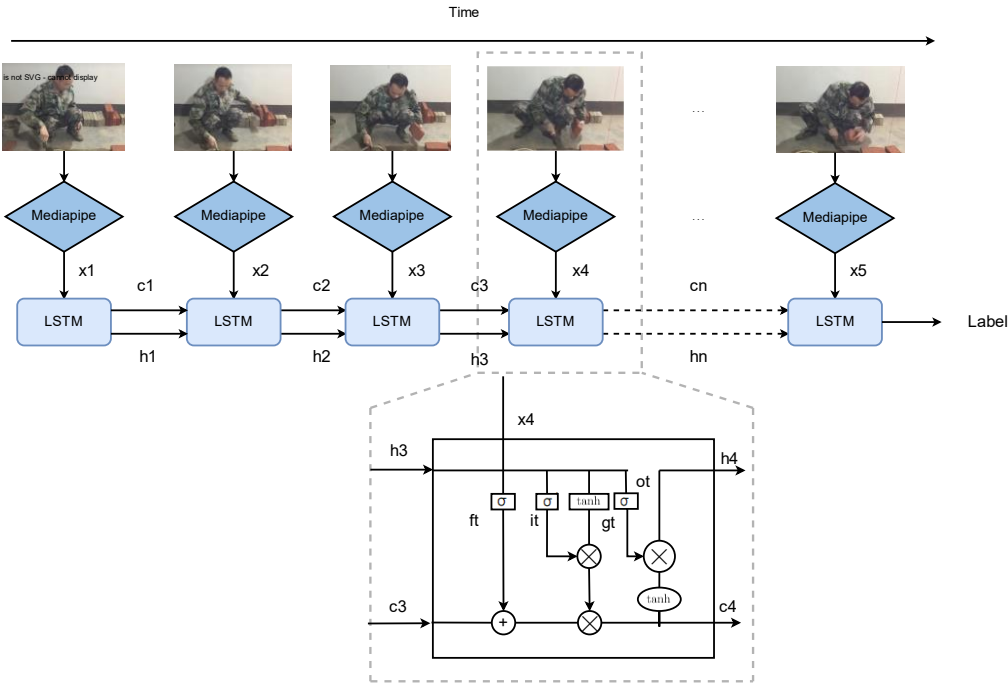 Time
is not SVG - cannot display
...
Mediapipe
Mediapipe
Mediapipe
Mediapipe
...
Mediapipe
x1
x2
x3
x4
x5
c1
c2
c3
cn
LSTM
LSTM
LSTM
LSTM
LSTM
Label
h1
h2
h3
hn
x4
h3
h4
ot
σ
σ
tanh
σ
ft
it
gt
×
×
tanh
c3
c4
+
×